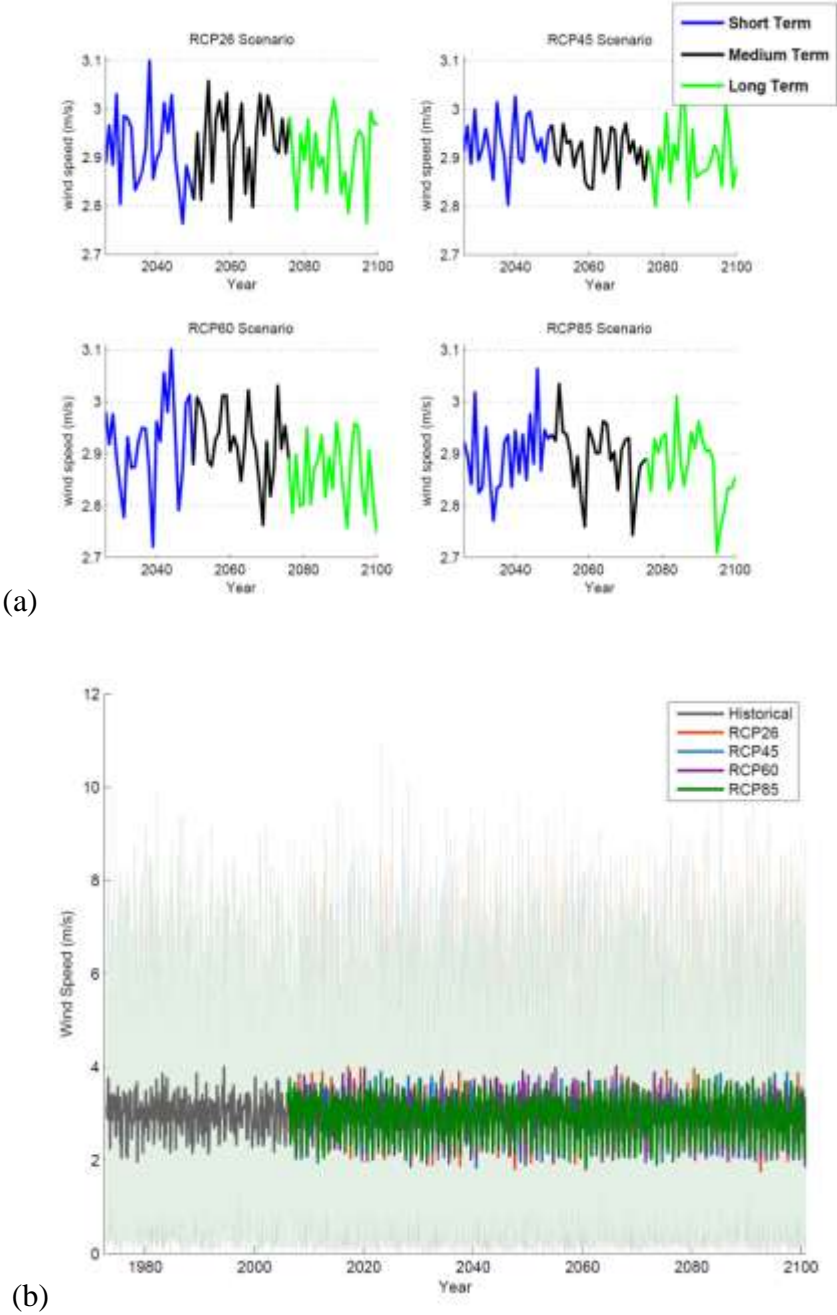 Short Term
Medium Term
Long Term
RCP26 Scenario
3.1
3
2.9
2.8
2.7
wind speed (m/s)
2040 2060 2080 2100
Year
RCP45 Scenario
3.1
3
2.9
2.8
2.7
wind speed (m/s)
2040 2060 2080 2100
Year
RCP60 Scenario
3.1
3
2.9
2.8
2.7
wind speed (m/s)
2040 2060 2080 2100
Year
RCP85 Scenario
3.1
3
2.9
2.8
2.7
wind speed (m/s)
2040 2060 2080 2100
Year
(a)
12
10
8
6
4
2
0
Wind Speed (m/s)
Historical
RCP26
RCP45
RCP60
RCP85
1980 2000 2020 2040 2060 2080 2100
Year
(b)